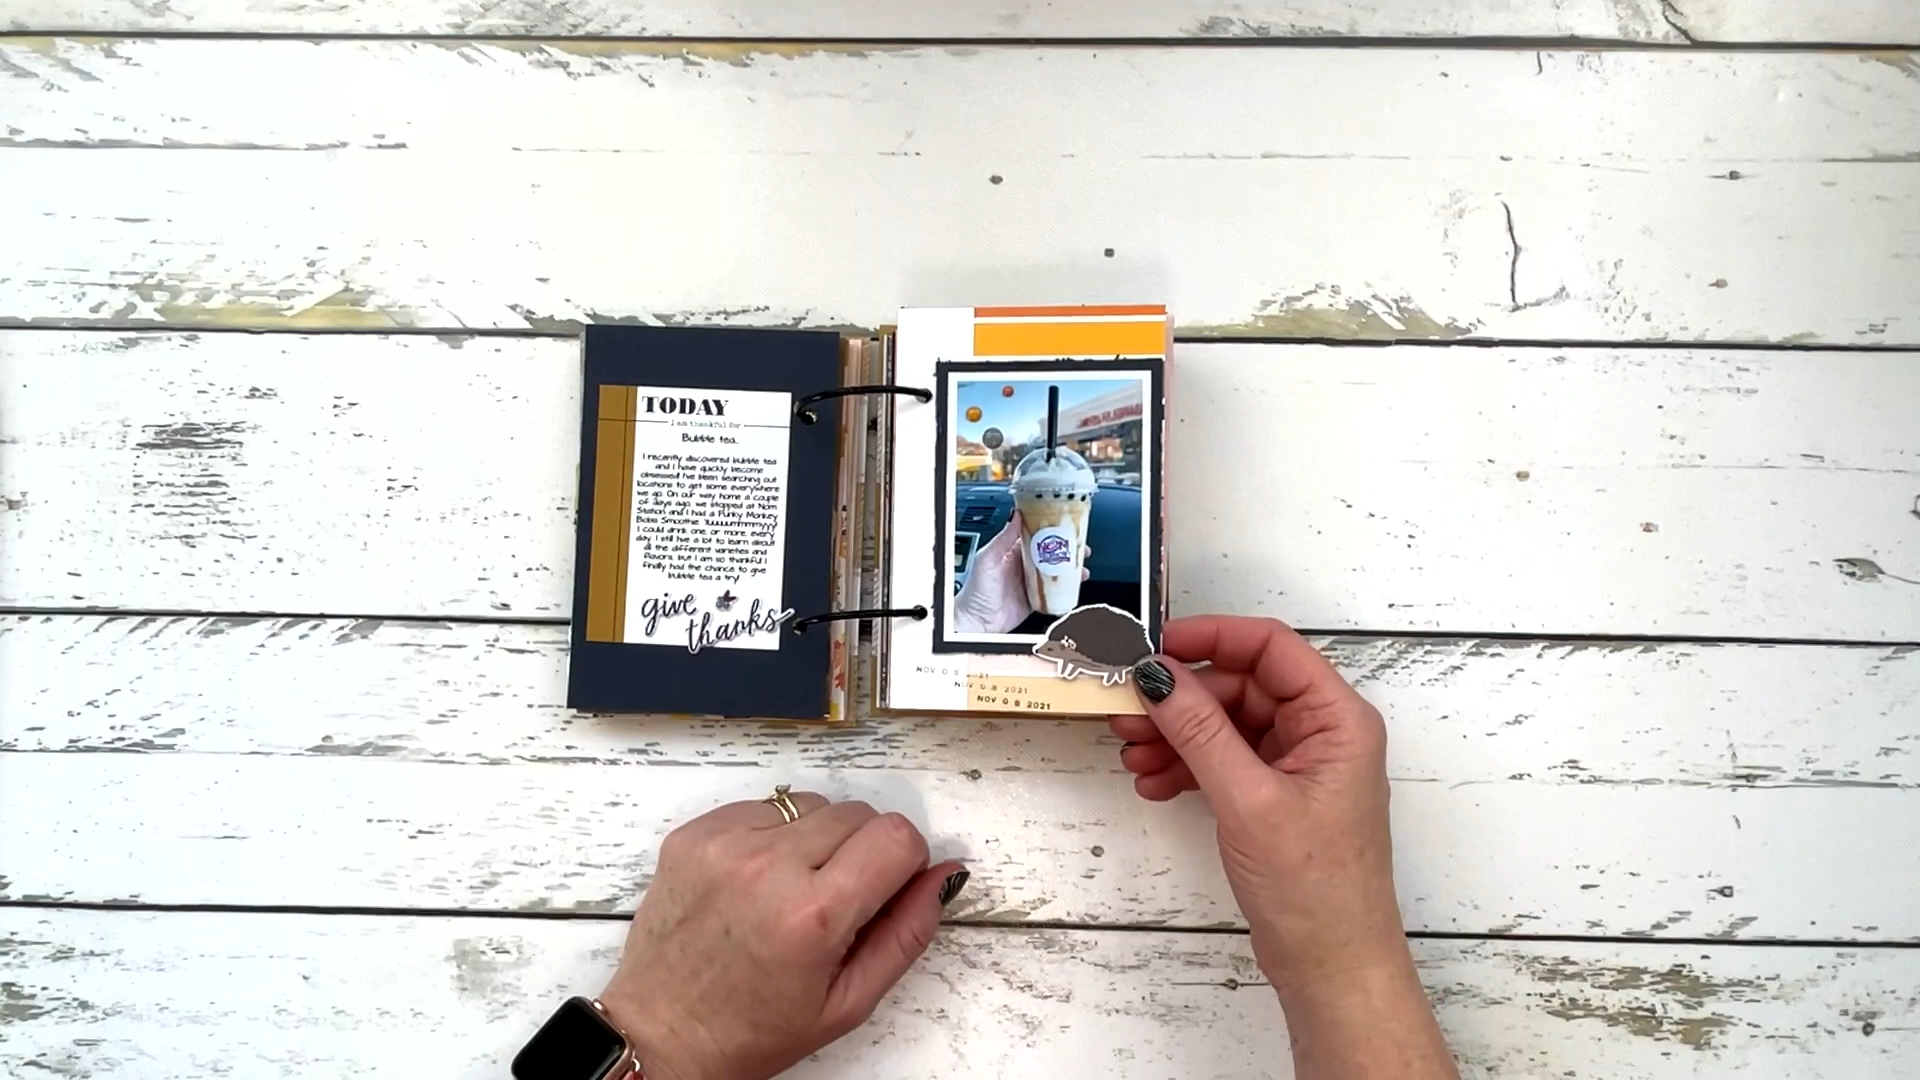 TODAY
I am thankful for
Bubble tea...
I recently discovered bubble tea
and I have quickly become
obsessed! I've been searching out
locations to get some everywhere
we go. On our way home a couple
of days ago, we stopped at Nom
Station and I had a Funky Monkey
Boba Smoothie.
I could drink one, or more, every
day. I still have a lot to learn about
all the different varieties and
flavors, but I am so thankful I
finally had the chance to give
bubble tea a try!
give
thanks
NOM
NOV 0 8 2021
NOV 0 8 2021
NOV 0 8 2021